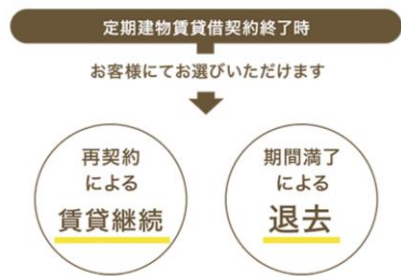 定期建物賃貸借契約終了時
お客様にてお選びいただけます
再契約
による
賃貸継続
期間満了
による
退去